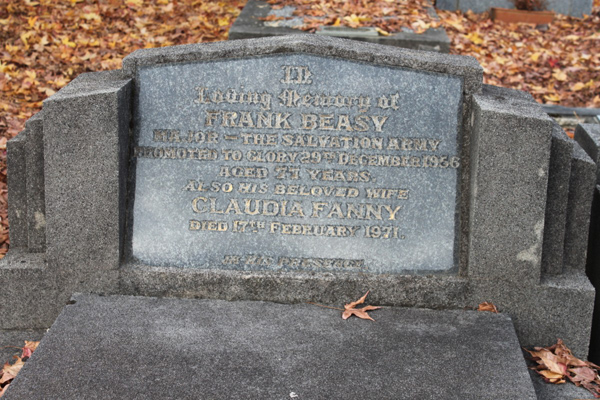 In
Loving Memory of
FRANK BEASY
MAJOR – THE SALVATION ARMY
PROMOTED TO GLORY 29TH DECEMBER 1956
AGED 77 YEARS.
ALSO HIS BELOVED WIFE
CLAUDIA FANNY
DIED 17TH FEBRUARY 1971.